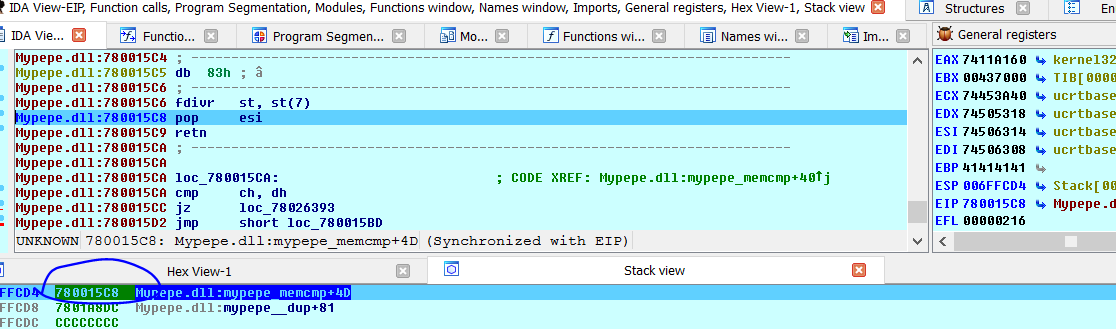 IDA View-EIP, Function calls, Program Segmentation, Modules, Functions window, Names window, Imports, General registers, Hex View-1, Stack view
Structures
En
IDA Vie...
Functio...
Program Segmen...
Mo...
Functions wi...
Names wi...
Im...
General registers
Mypepe.dll:780015C4 ; ---------------------------------------------------------------------------
Mypepe.dll:780015C5 db 83h ; â
Mypepe.dll:780015C6 ; ---------------------------------------------------------------------------
Mypepe.dll:780015C6 fdivr st, st(7)
Mypepe.dll:780015C8 pop esi
Mypepe.dll:780015C9 retn
Mypepe.dll:780015CA ; ---------------------------------------------------------------------------
Mypepe.dll:780015CA
Mypepe.dll:780015CA loc_780015CA: ; CODE XREF: Mypepe.dll:mypepe_memcmp+40↑j
Mypepe.dll:780015CA cmp ch, dh
Mypepe.dll:780015CC jz loc_78026393
Mypepe.dll:780015D2 jmp short loc_780015BD
UNKNOWN 780015C8: Mypepe.dll:mypepe_memcmp+4D (Synchronized with EIP)
EAX 7411A160 kernel32
EBX 00437000 TIB[0000
ECX 74453A40 ucrtbase
EDX 74505318 ucrtbase
ESI 74506314 ucrtbase
EDI 74506308 ucrtbase
EBP 41414141
ESP 006FFCD4 Stack[00
EIP 780015C8 Mypepe.d
EFL 00000216
Hex View-1
Stack view
FFCD4 780015C8 Mypepe.dll:mypepe_memcmp+4D
FFCD8 7801A8DC Mypepe.dll:mypepe__dup+81
FFCDC CCCCCCCC